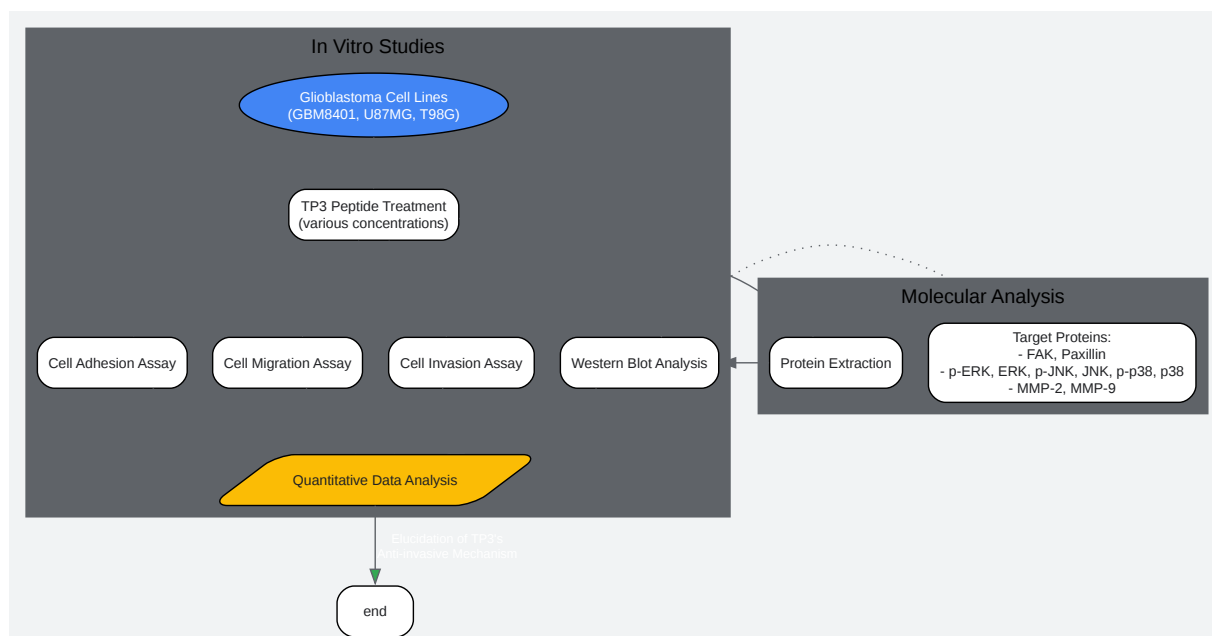 In Vitro Studies
Glioblastoma Cell Lines
(GBM8401, U87MG, T98G)
TP3 Peptide Treatment
(various concentrations)
Cell Adhesion Assay
Cell Migration Assay
Cell Invasion Assay
Western Blot Analysis
Quantitative Data Analysis
Molecular Analysis
Protein Extraction
Target Proteins:
- FAK, Paxillin
- p-ERK, ERK, p-JNK, JNK, p-p38, p38
- MMP-2, MMP-9
Elucidation of TP3's
Anti-invasive Mechanism
end